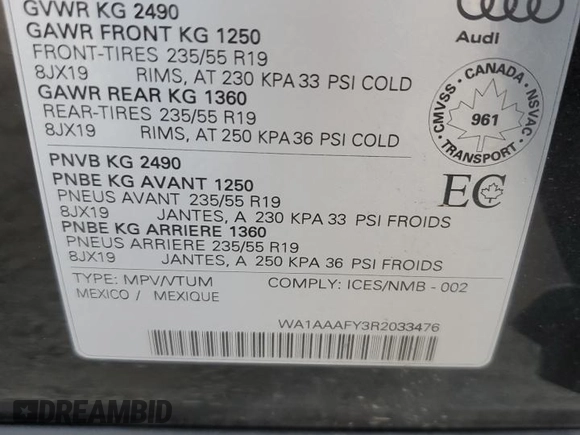 GVWR KG 2490
GAWR FRONT KG 1250
FRONT-TIRES 235/55 R19
8JX19 RIMS, AT 230 KPA 33 PSI COLD
GAWR REAR KG 1360
REAR-TIRES 235/55 R19
8JX19 RIMS, AT 250 KPA 36 PSI COLD
Audi
CMVSS · CANADA · NSVAC
961
TRANSPORT
PNVB KG 2490
PNBE KG AVANT 1250
PNEUS AVANT 235/55 R19
8JX19 JANTES, A 230 KPA 33 PSI FROIDS
PNBE KG ARRIERE 1360
PNEUS ARRIERE 235/55 R19
8JX19 JANTES, A 250 KPA 36 PSI FROIDS
EC
TYPE: MPV/VTUM COMPLY: ICES/NMB - 002
MEXICO / MEXIQUE
WA1AAAFY3R2033476
DREAMBID